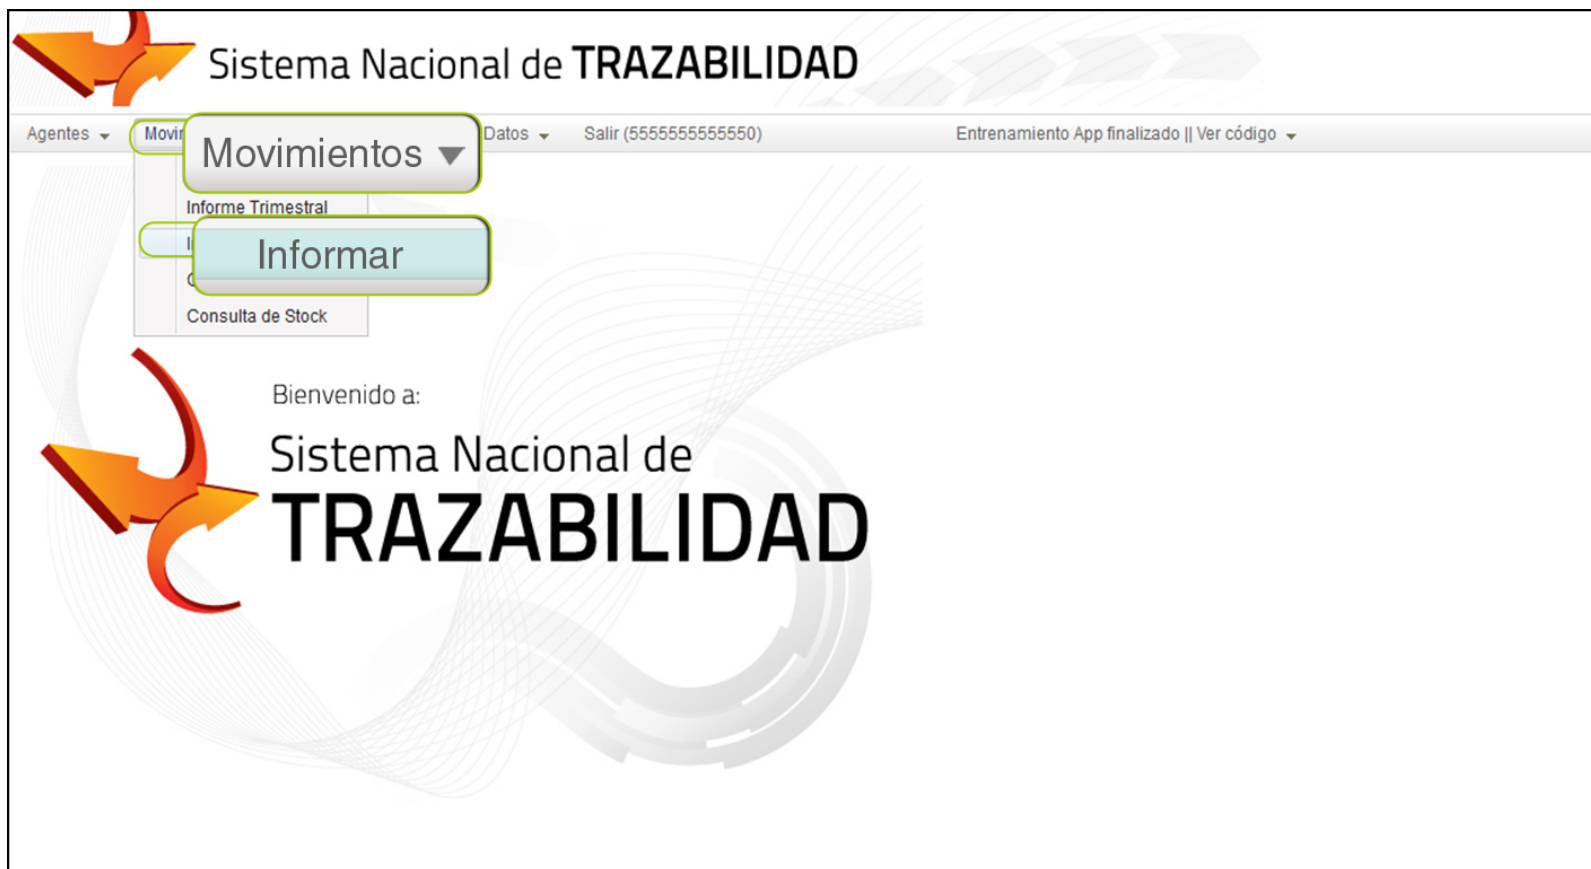 Sistema Nacional de TRAZABILIDAD
Agentes
Movimientos
Datos
Salir (5555555555550)
Entrenamiento App finalizado || Ver código
Informe Trimestral
Informar
Consulta de Stock
Bienvenido a:
Sistema Nacional de
TRAZABILIDAD